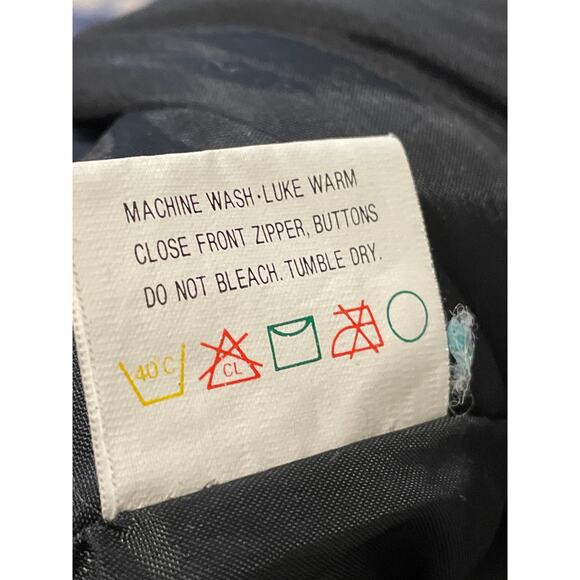 MACHINE WASH·LUKE WARM
CLOSE FRONT ZIPPER, BUTTONS
DO NOT BLEACH. TUMBLE DRY.
40 C CL